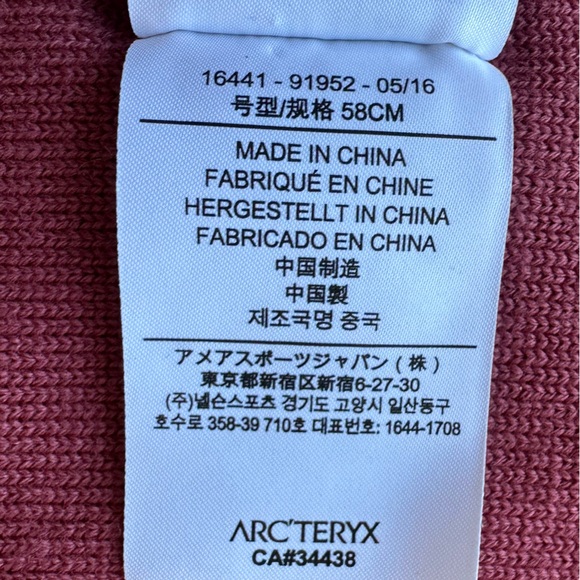 16441 - 91952 - 05/16
号型/规格 58CM
MADE IN CHINA
FABRIQUÉ EN CHINE
HERGESTELLT IN CHINA
FABRICADO EN CHINA
中国制造
中国製
제조국명 중국
アメアスポーツジャパン(株)
東京都新宿区新宿6-27-30
(주)넬슨스포츠 경기도 고양시 일산동구
호수로 358-39 710호 대표번호: 1644-1708
ARC'TERYX
CA#34438